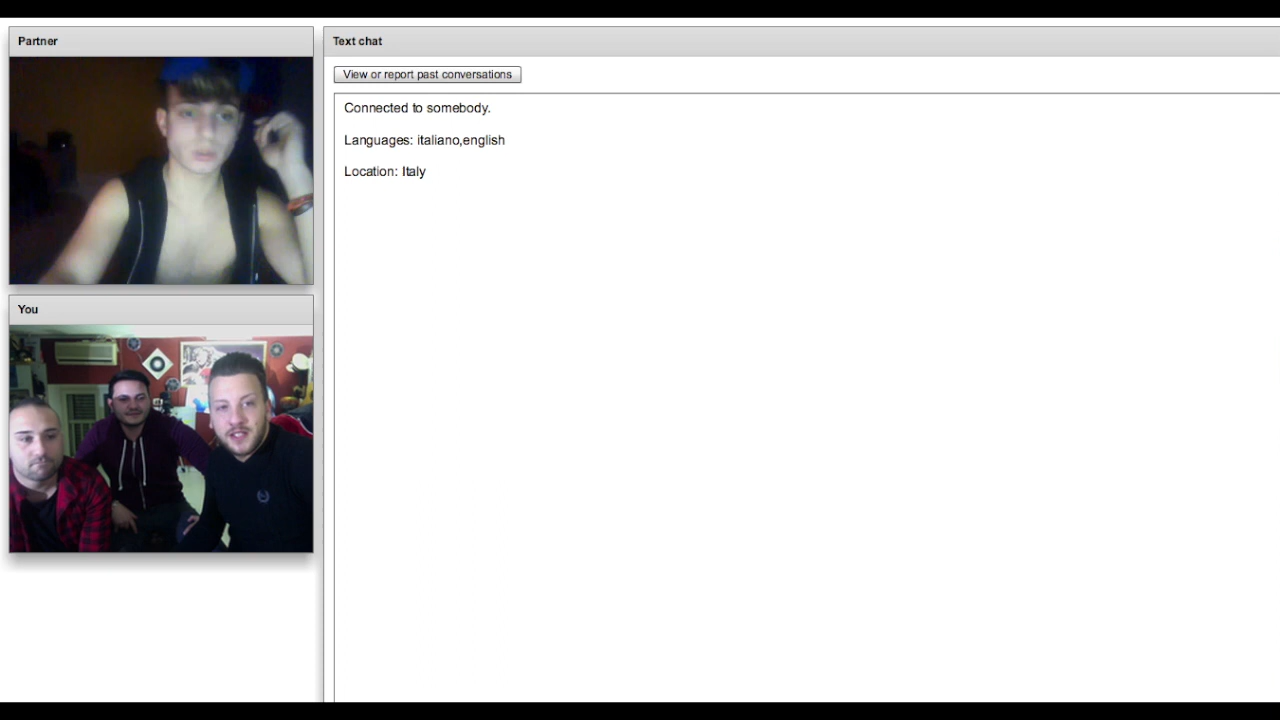 Partner
Text chat
View or report past conversations
Connected to somebody.
Languages: italiano,english
Location: Italy
You